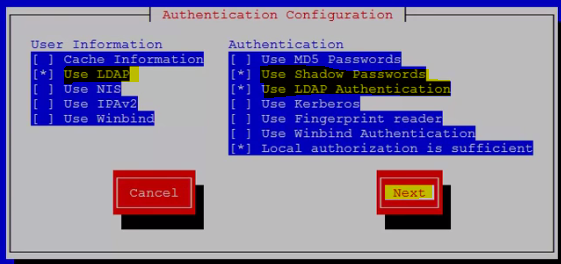 Authentication Configuration
User Information
[ ] Cache Information
[*] Use LDAP
[ ] Use NIS
[ ] Use IPAv2
[ ] Use Winbind
Authentication
[ ] Use MD5 Passwords
[*] Use Shadow Passwords
[*] Use LDAP Authentication
[ ] Use Kerberos
[ ] Use Fingerprint reader
[ ] Use Winbind Authentication
[*] Local authorization is sufficient
Cancel
Next